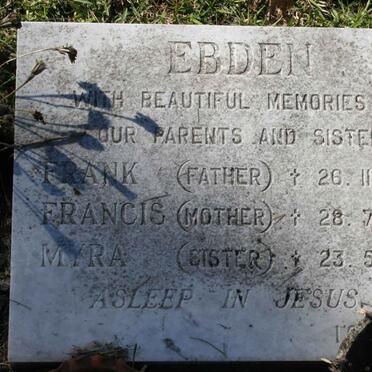 EBDEN
WITH BEAUTIFUL MEMORIES
OUR PARENTS AND SISTE
FRANK (FATHER) † 26.11
FRANCIS (MOTHER) † 28.7
MYRA (SISTER) † 23.5
ASLEEP IN JESUS.